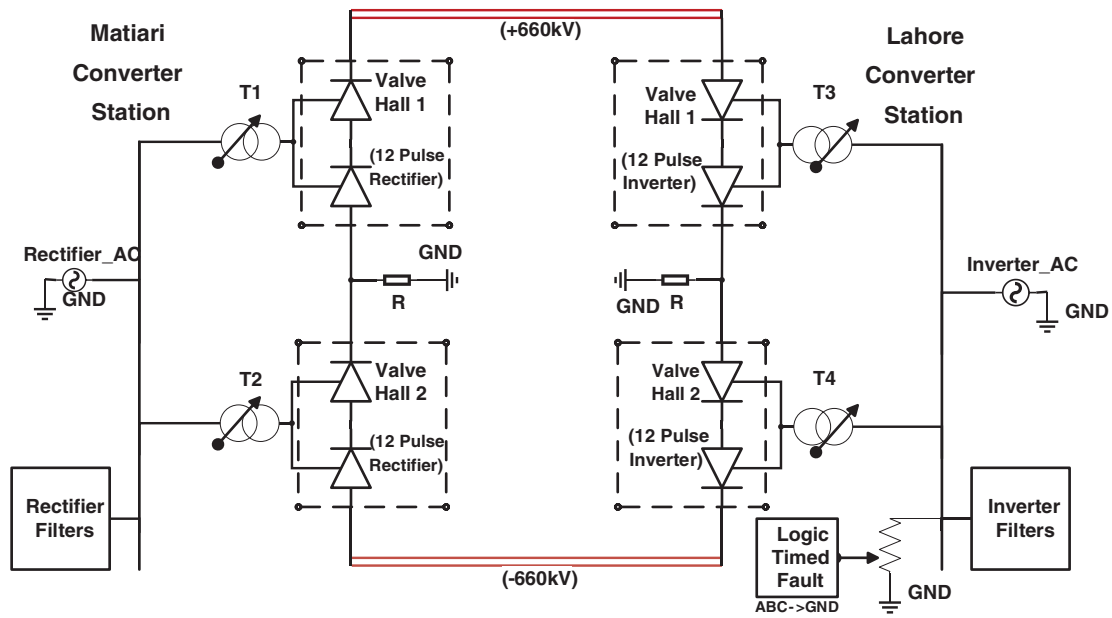 (+660kV)
Matiari
Converter
Station
Lahore
Converter
Station
T1
Valve
Hall 1
(12 Pulse
Rectifier)
Valve
Hall 1
(12 Pulse
Inverter)
T3
Rectifier_AC
GND
GND
R
GND
R
Inverter_AC
GND
T2
Valve
Hall 2
(12 Pulse
Rectifier)
Valve
Hall 2
(12 Pulse
Inverter)
T4
Rectifier
Filters
Inverter
Filters
Logic
Timed
Fault
ABC->GND
GND
(-660kV)